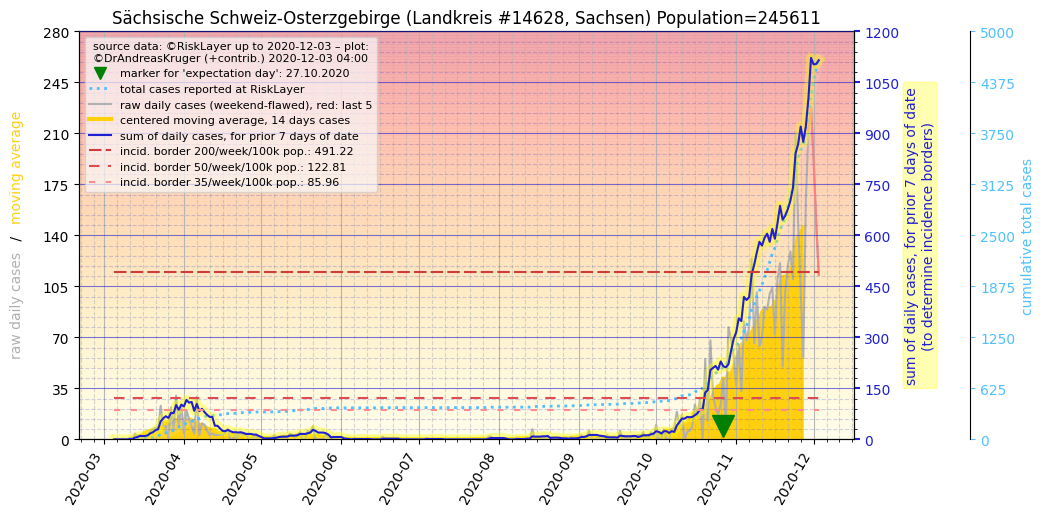 Sächsische Schweiz-Osterzgebirge (Landkreis #14628, Sachsen) Population=245611
source data: ©RiskLayer up to 2020-12-03 – plot:
©DrAndreasKruger (+contrib.) 2020-12-03 04:00
marker for 'expectation day': 27.10.2020
total cases reported at RiskLayer
raw daily cases (weekend-flawed), red: last 5
centered moving average, 14 days cases
sum of daily cases, for prior 7 days of date
incid. border 200/week/100k pop.: 491.22
incid. border 50/week/100k pop.: 122.81
incid. border 35/week/100k pop.: 85.96
raw daily cases / moving average
280
245
210
175
140
105
70
35
0
2020-03
2020-04
2020-05
2020-06
2020-07
2020-08
2020-09
2020-10
2020-11
2020-12
1200
1050
900
750
600
450
300
150
0
sum of daily cases, for prior 7 days of date
(to determine incidence borders)
5000
4375
3750
3125
2500
1875
1250
625
0
cumulative total cases